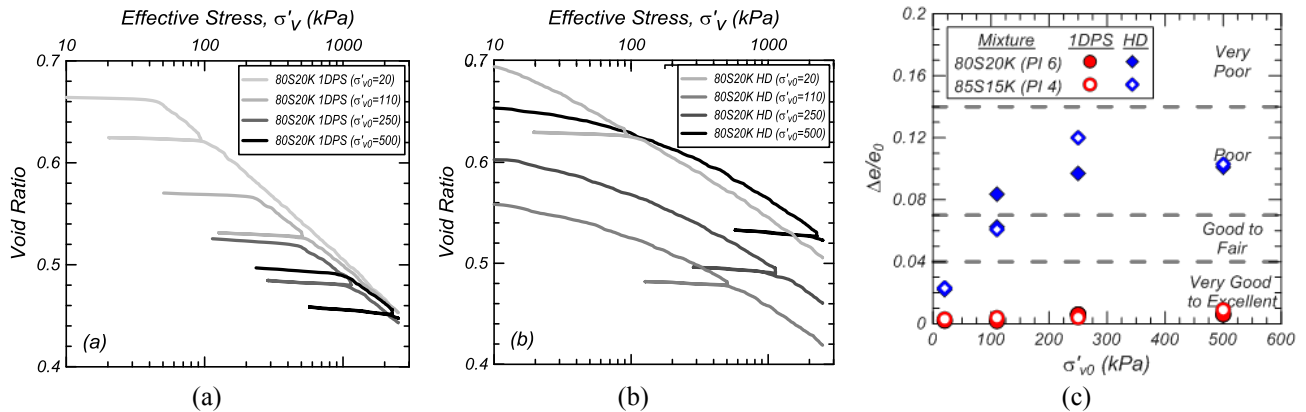 Effective Stress, σ'v (kPa)
10 100 1000
0.7
0.6
0.5
0.4
Void Ratio
80S20K 1DPS (σ'v0=20)
80S20K 1DPS (σ'v0=110)
80S20K 1DPS (σ'v0=250)
80S20K 1DPS (σ'v0=500)
(a)
(a)
Effective Stress, σ'v (kPa)
10 100 1000
0.7
0.6
0.5
0.4
Void Ratio
80S20K HD (σ'v0=20)
80S20K HD (σ'v0=110)
80S20K HD (σ'v0=250)
80S20K HD (σ'v0=500)
(b)
(b)
0.2
0.16
0.12
0.08
0.04
0
Δe/e0
Mixture 1DPS HD
80S20K (PI 6)
85S15K (PI 4)
Very
Poor
Poor
Good to
Fair
Very Good
to Excellent
0 100 200 300 400 500 600
σ'v0 (kPa)
(c)